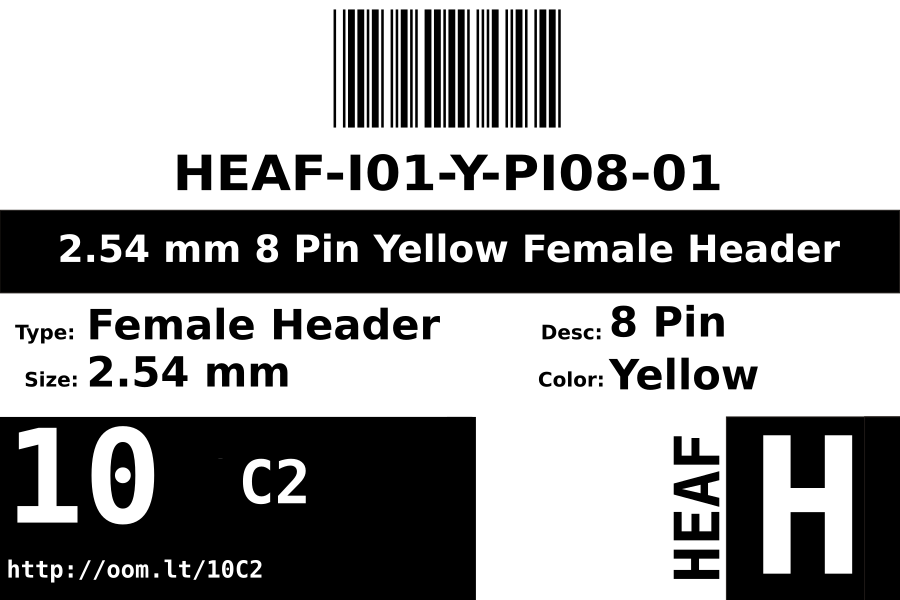 HEAF-I01-Y-PI08-01
2.54 mm 8 Pin Yellow Female Header
Type: Female Header
Desc: 8 Pin
Size: 2.54 mm
Color: Yellow
10
C2
HEAF
H
http://oom.lt/10C2